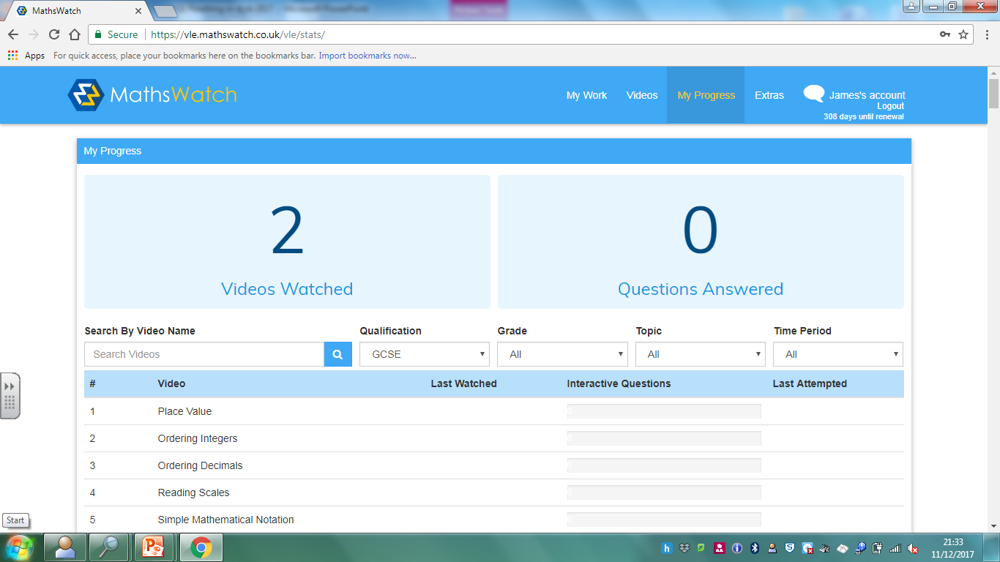 MathsWatch
Secure https://vle.mathswatch.co.uk/vle/stats/
Apps For quick access, place your bookmarks here on the bookmarks bar. Import bookmarks now...
MathsWatch
My Work Videos My Progress Extras James's account
Logout
308 days until renewal
My Progress
2 0
Videos Watched Questions Answered
Search By Video Name Qualification Grade Topic Time Period
Search Videos GCSE All All All
# Video Last Watched Interactive Questions Last Attempted
1 Place Value 0
2 Ordering Integers 0
3 Ordering Decimals 0
4 Reading Scales 0
5 Simple Mathematical Notation 0
Start
21:33
11/12/2017